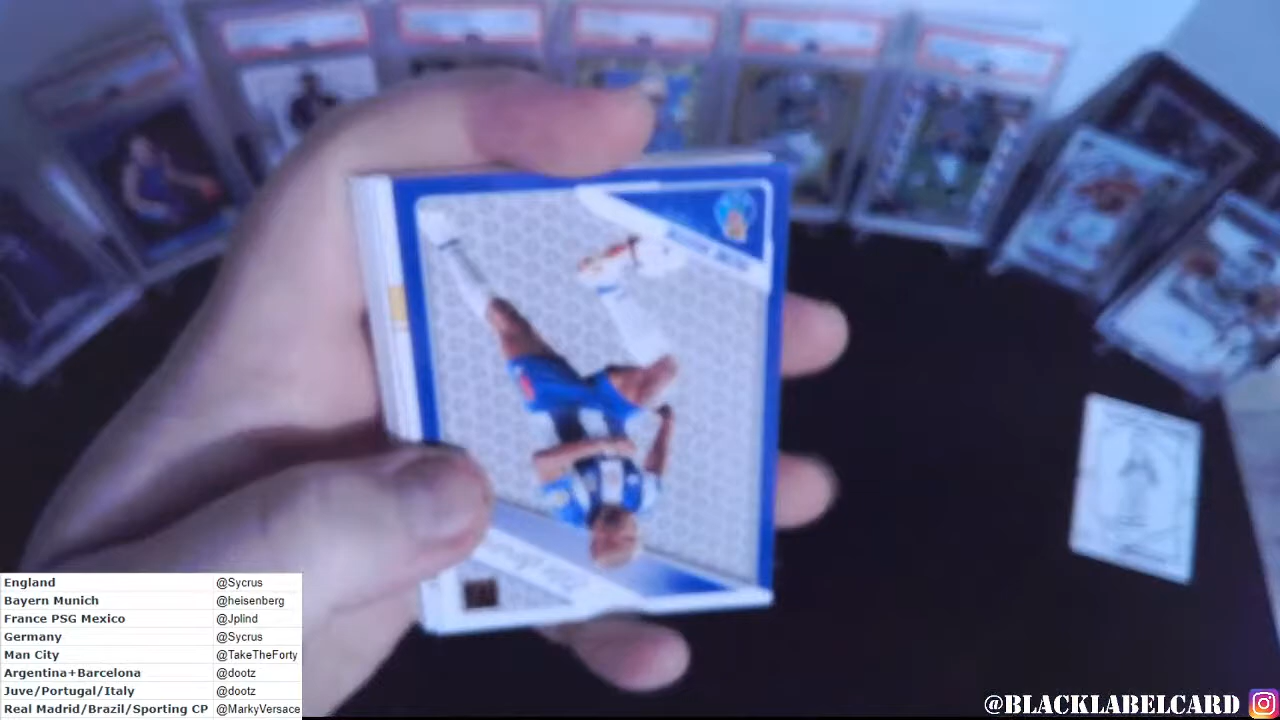 England @Sycrus
Bayern Munich @heisenberg
France PSG Mexico @Jplind
Germany @Sycrus
Man City @TakeTheForty
Argentina+Barcelona @dootz
Juve/Portugal/Italy @dootz
Real Madrid/Brazil/Sporting CP @MarkyVersace
@BLACKLABELCARD